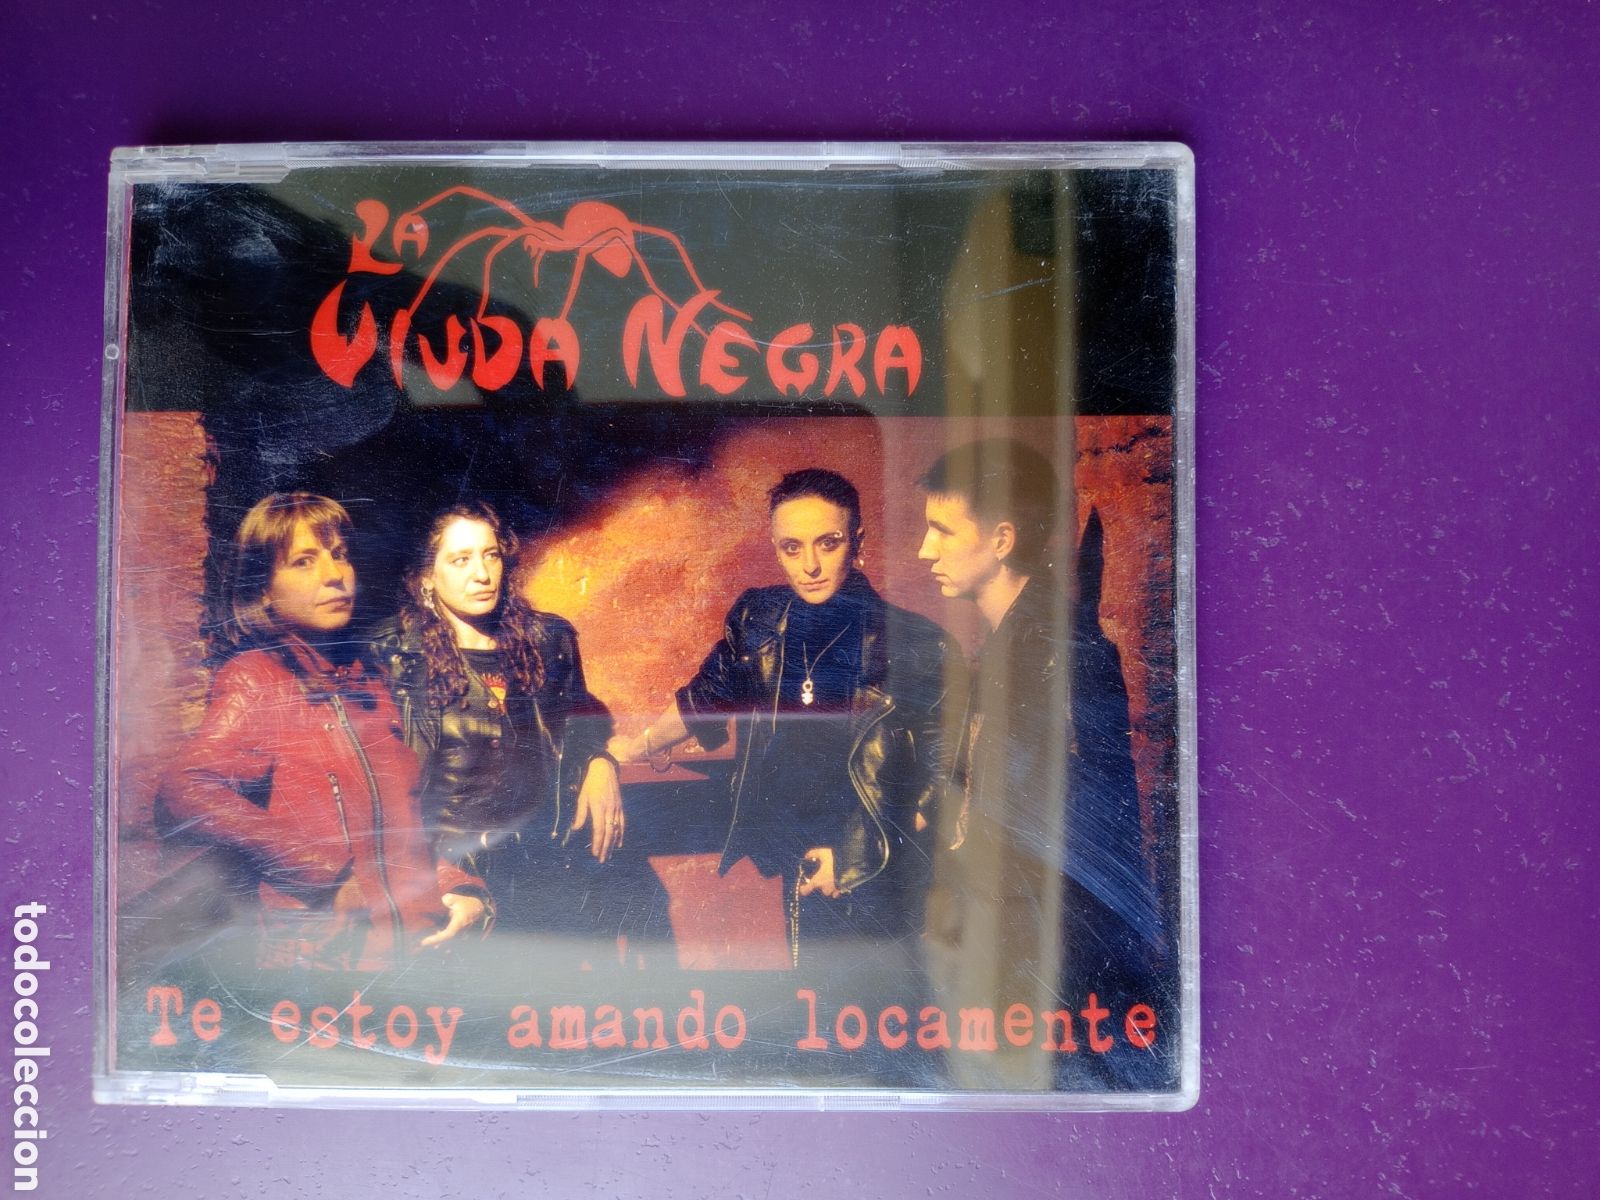 La
Viuda Negra
Te estoy amando locamente
todocoleccion